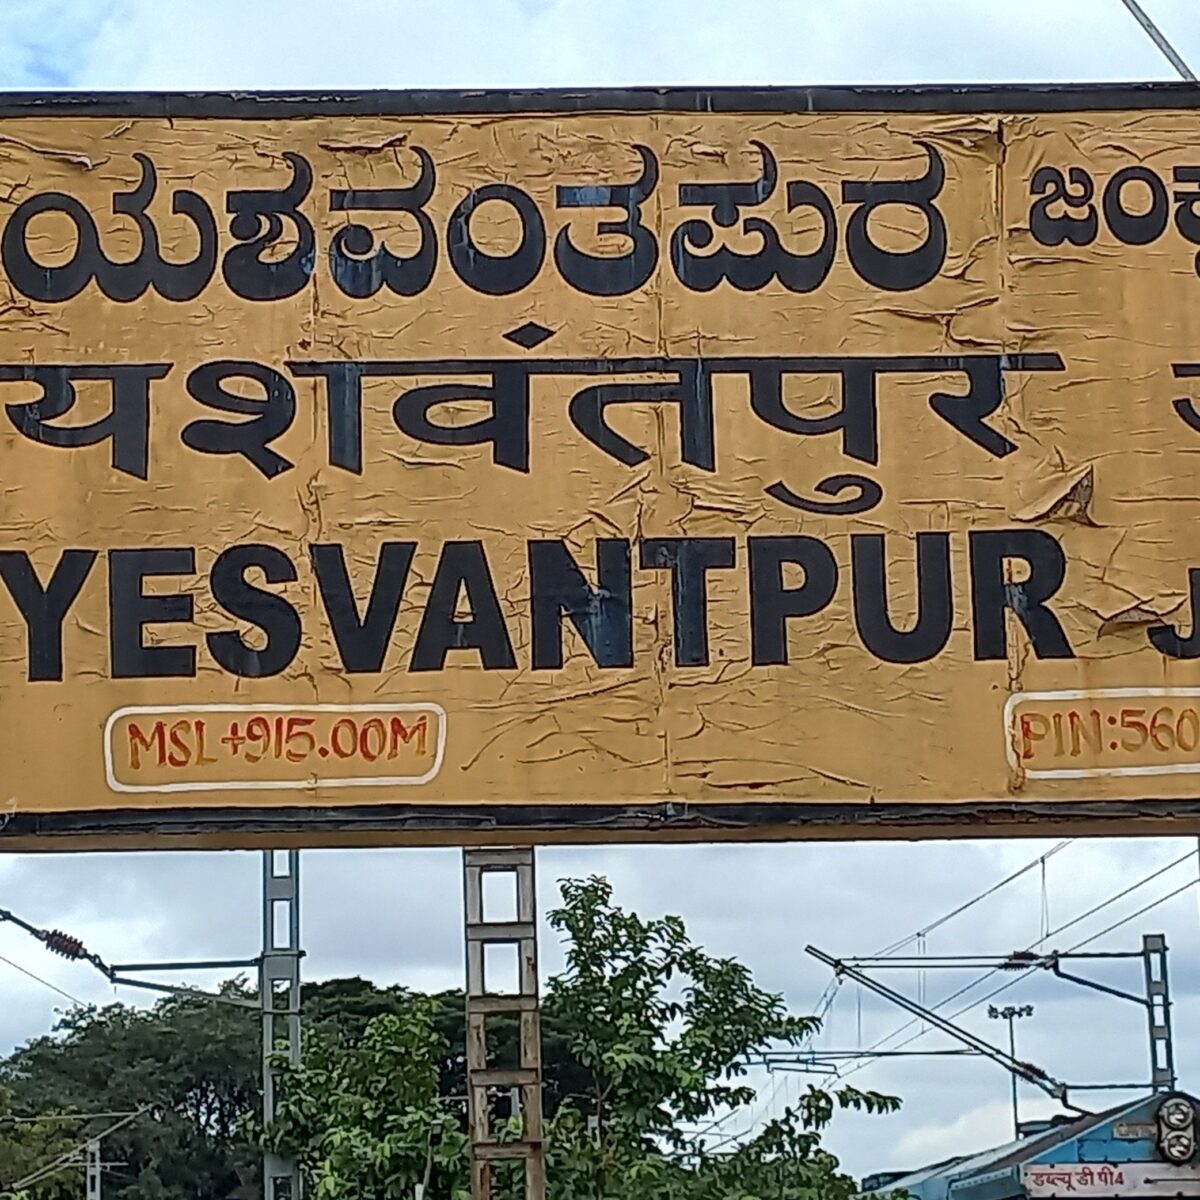 ಯಶವಂತಪುರ
यशवंतपुर
YESVANTPUR
MSL+915.00M
PIN:560
डब्ल्यू डी पी4